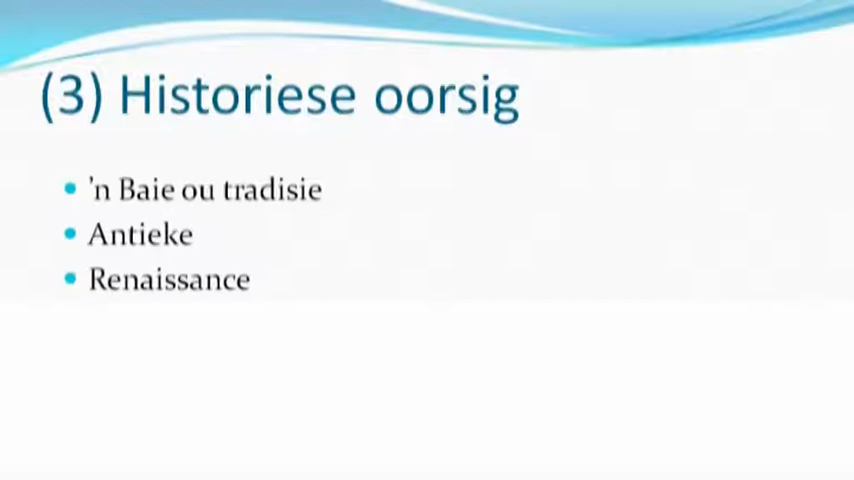 (3) Historiese oorsig
’n Baie ou tradisie
Antieke
Renaissance